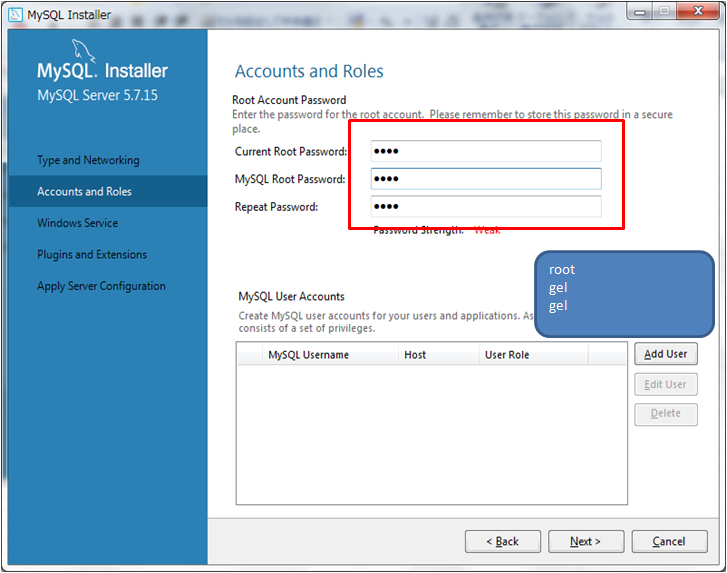 MySQL Installer
MySQL. Installer
MySQL Server 5.7.15
Type and Networking
Accounts and Roles
Windows Service
Plugins and Extensions
Apply Server Configuration
Accounts and Roles
Root Account Password
Enter the password for the root account. Please remember to store this password in a secure
place.
Current Root Password: ●●●●
MySQL Root Password: ●●●●
Repeat Password: ●●●●
Password Strength: Weak
root
gel
gel
MySQL User Accounts
Create MySQL user accounts for your users and applications. As
consists of a set of privileges.
MySQL Username Host User Role
Add User
Edit User
Delete
< Back Next > Cancel